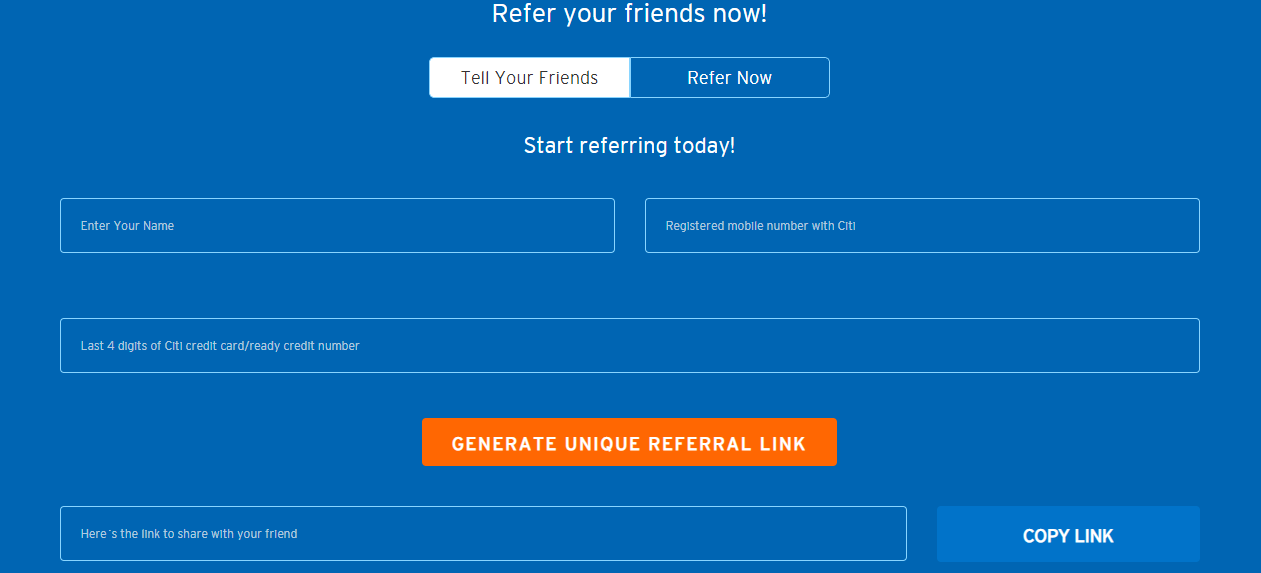 Refer your friends now!
Tell Your Friends
Refer Now
Start referring today!
Enter Your Name
Registered mobile number with Citi
Last 4 digits of Citi credit card/ready credit number
GENERATE UNIQUE REFERRAL LINK
Here`s the link to share with your friend
COPY LINK